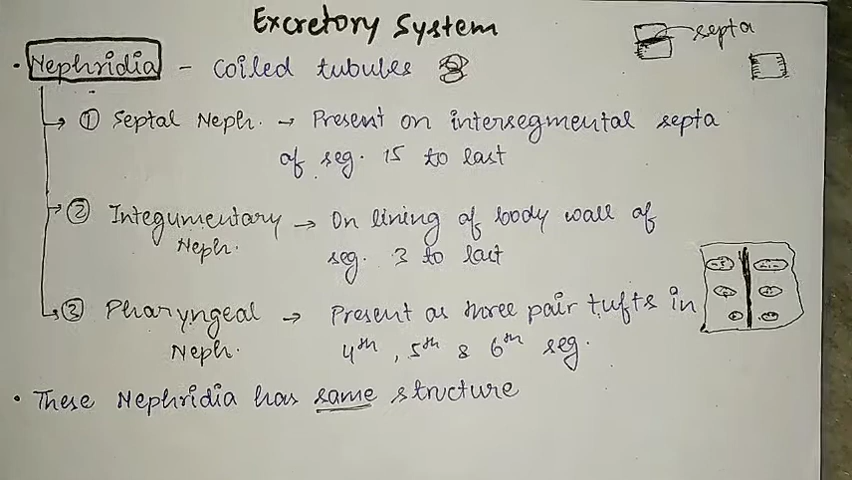 Excretory System
septa
• Nephridia - coiled tubules
① Septal Neph. → Present on intersegmental septa
of seg. 15 to last
② Integumentary → On lining of body wall of
Neph. seg. 3 to last
③ Pharyngeal → Present as three pair tufts in
Neph. 4th, 5th & 6th seg.
• These Nephridia has same structure